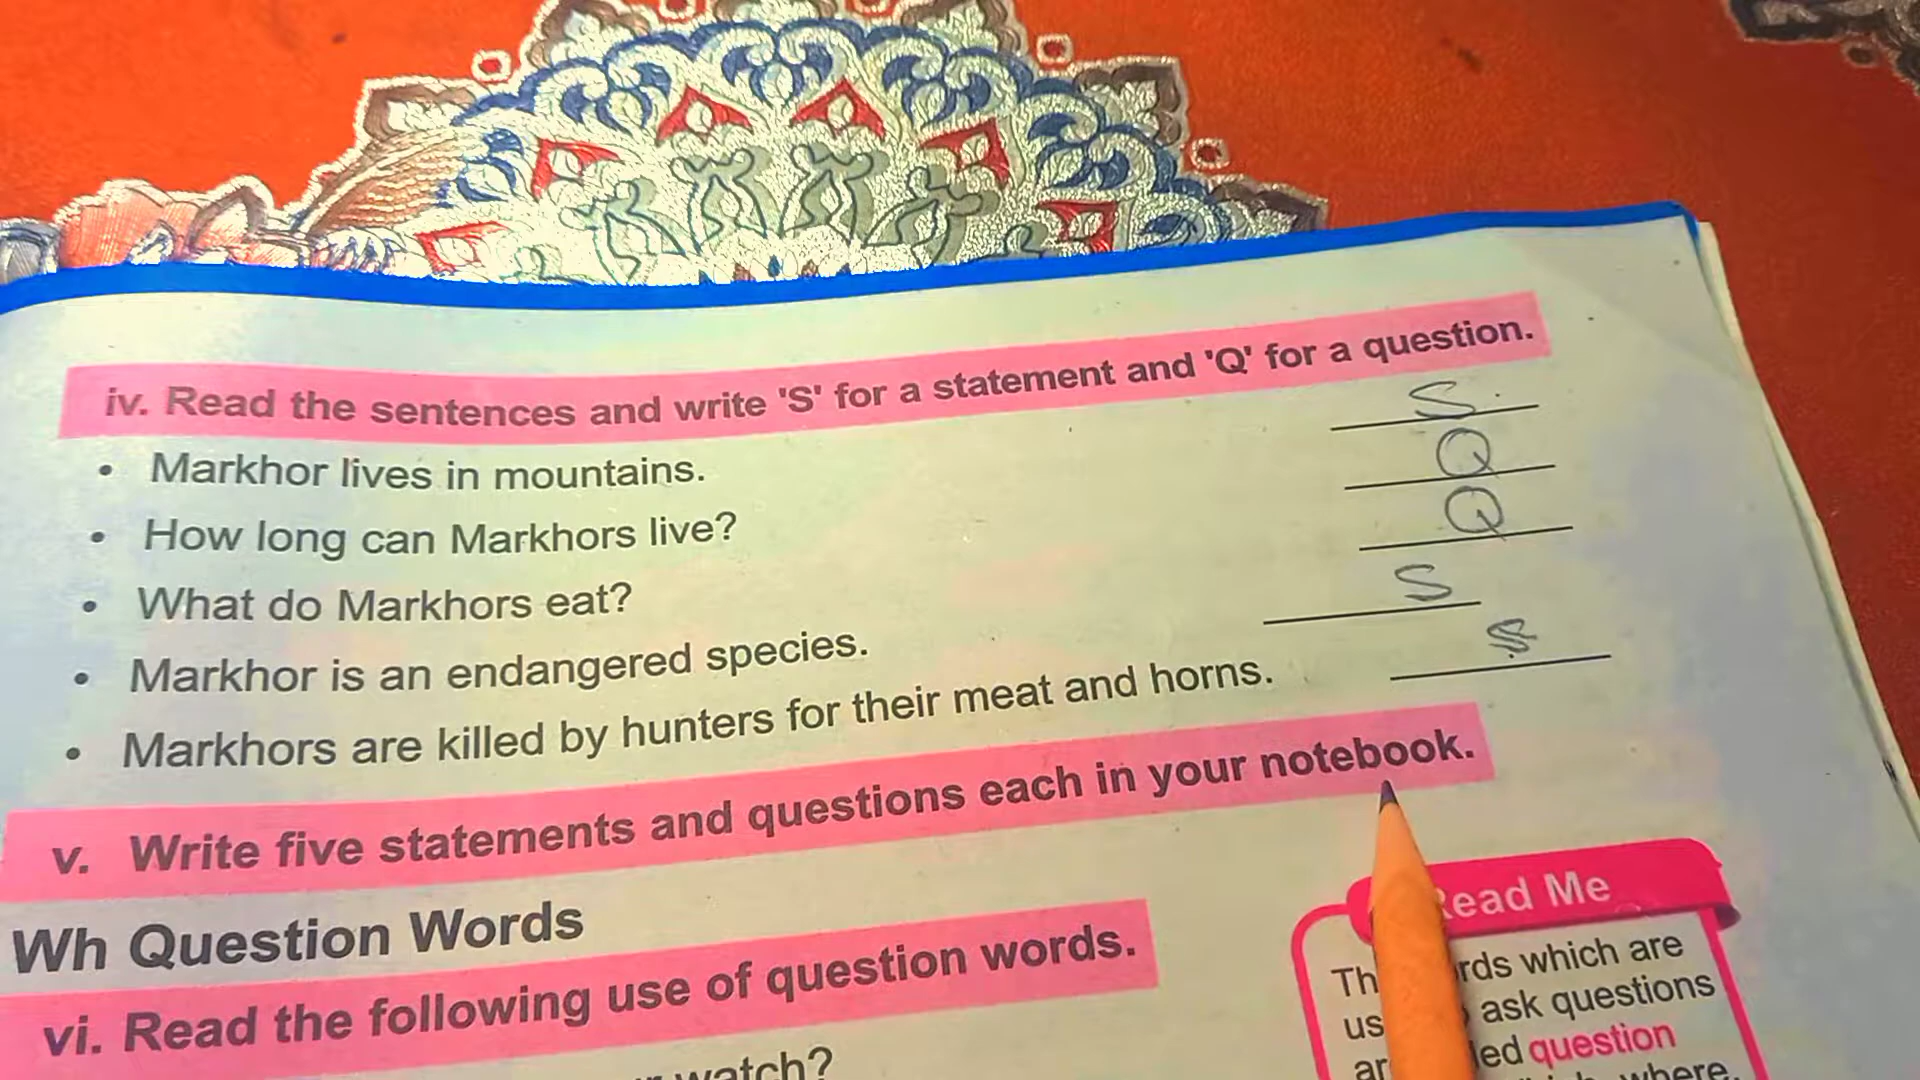 iv. Read the sentences and write 'S' for a statement and 'Q' for a question.
• Markhor lives in mountains. S
• How long can Markhors live? Q
• What do Markhors eat? Q
• Markhor is an endangered species. S
• Markhors are killed by hunters for their meat and horns. S
v. Write five statements and questions each in your notebook.
Wh Question Words
vi. Read the following use of question words.
watch?
Read Me
which are
ask questions
question
where,